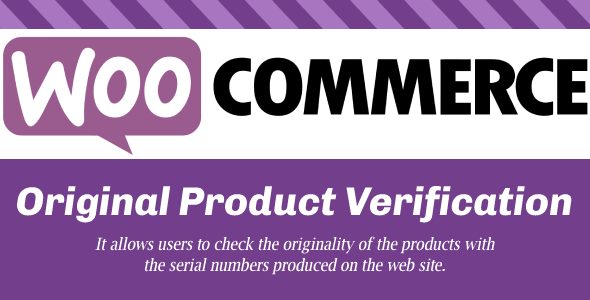 WOO COMMERCE
Original Product Verification
It allows users to check the originality of the products with
the serial numbers produced on the web site.